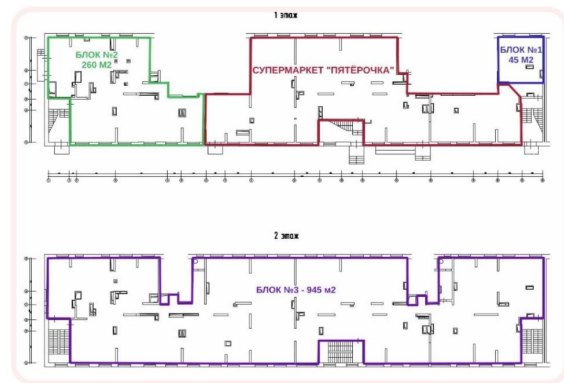 1 этаж
БЛОК №2
260 М2
СУПЕРМАРКЕТ "ПЯТЁРОЧКА"
БЛОК №1
45 М2
2 этаж
БЛОК №3 - 945 м2